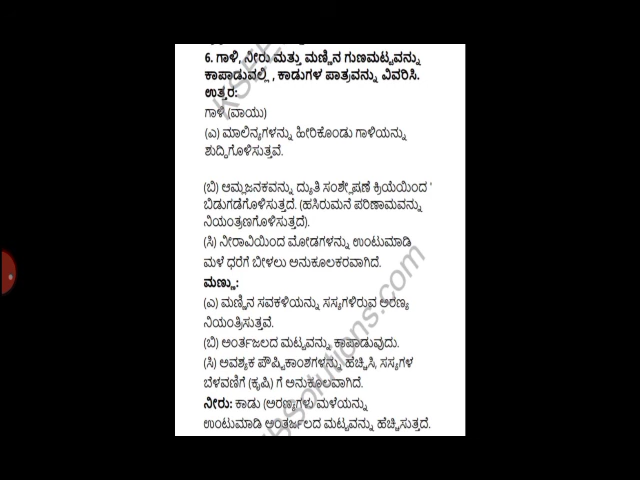 6. ಗಾಳಿ, ನೀರು ಮತ್ತು ಮಣ್ಣಿನ ಗುಣಮಟ್ಟವನ್ನು
ಕಾಪಾಡುವಲ್ಲಿ , ಕಾಡುಗಳ ಪಾತ್ರವನ್ನು ವಿವರಿಸಿ.
ಉತ್ತರ:
ಗಾಳಿ (ವಾಯು)
(ಎ) ಮಾಲಿನ್ಯಗಳನ್ನು ಹೀರಿಕೊಂಡು ಗಾಳಿಯನ್ನು
ಶುದ್ಧಿಗೊಳಿಸುತ್ತವೆ.
(ಬಿ) ಆಮ್ಲಜನಕವನ್ನು ದ್ಯುತಿ ಸಂಶ್ಲೇಷಣೆ ಕ್ರಿಯೆಯಿಂದ '
ಬಿಡುಗಡೆಗೊಳಿಸುತ್ತದೆ. (ಹಸಿರುಮನೆ ಪರಿಣಾಮವನ್ನು
ನಿಯಂತ್ರಣಗೊಳಿಸುತ್ತದೆ).
(ಸಿ) ನೀರಾವಿಯಿಂದ ಮೋಡಗಳನ್ನು ಉಂಟುಮಾಡಿ
ಮಳೆ ಧರೆಗೆ ಬೀಳಲು ಅನುಕೂಲಕರವಾಗಿದೆ.
ಮಣ್ಣು:
(ಎ) ಮಣ್ಣಿನ ಸವಕಳಿಯನ್ನು ಸಸ್ಯಗಳಿರುವ ಅರಣ್ಯ
ನಿಯಂತ್ರಿಸುತ್ತವೆ.
(ಬಿ) ಅಂರ್ತಜಲದ ಮಟ್ಟವನ್ನು ಕಾಪಾಡುವುದು.
(ಸಿ) ಅವಶ್ಯಕ ಪೌಷ್ಟಿಕಾಂಶಗಳನ್ನು ಹೆಚ್ಚಿಸಿ, ಸಸ್ಯಗಳ
ಬೆಳವಣಿಗೆ (ಕೃಷಿ) ಗೆ ಅನುಕೂಲವಾಗಿದೆ.
ನೀರು: ಕಾಡು (ಅರಣ್ಯಗಳು ಮಳೆಯನ್ನು
ಉಂಟುಮಾಡಿ ಅಂತರ್ಜಲದ ಮಟ್ಟವನ್ನು ಹೆಚ್ಚಿಸುತ್ತದೆ.